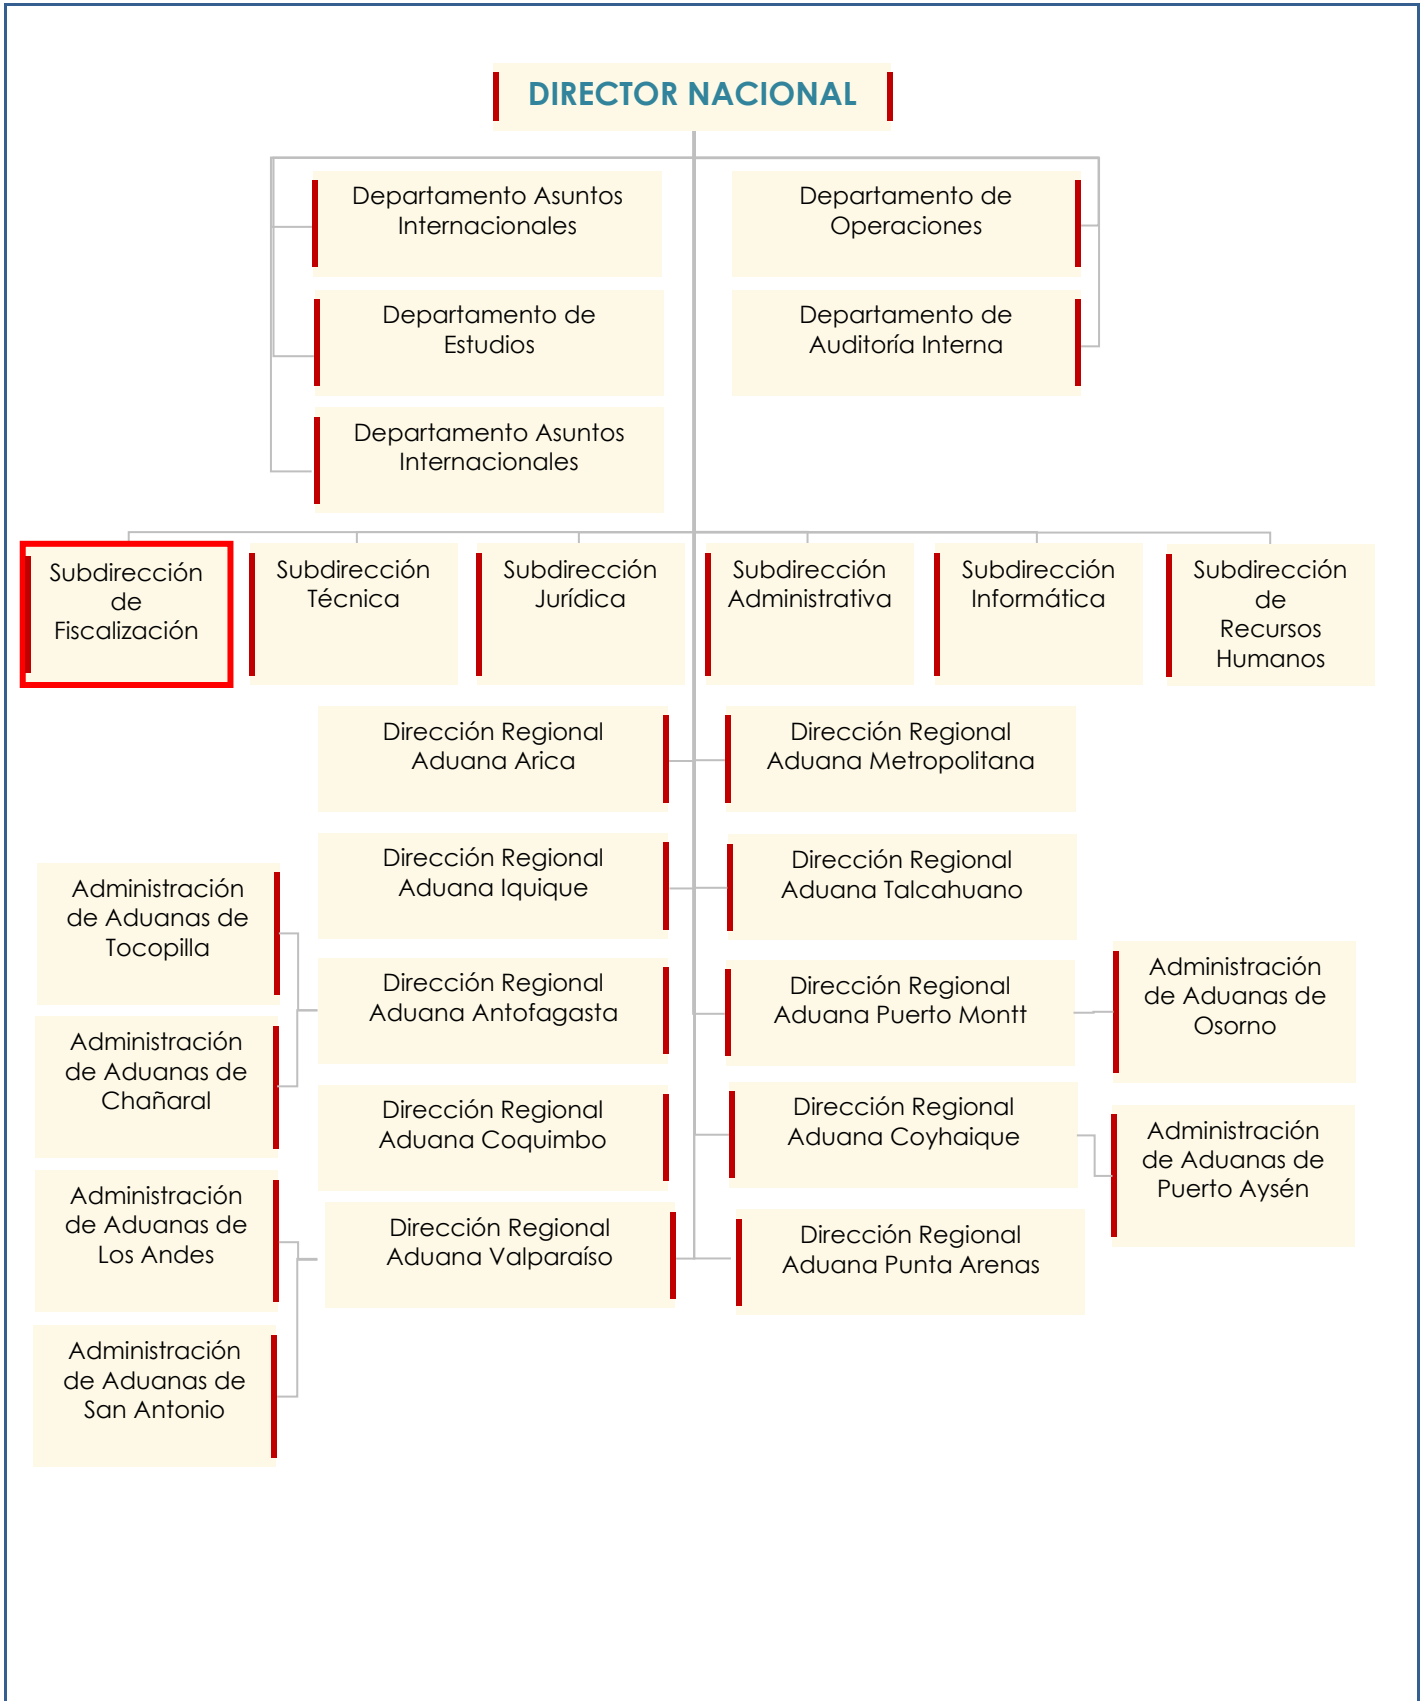 DIRECTOR NACIONAL
Departamento Asuntos
Internacionales
Departamento de
Operaciones
Departamento de
Estudios
Departamento de
Auditoría Interna
Departamento Asuntos
Internacionales
Subdirección
de
Fiscalización
Subdirección
Técnica
Subdirección
Jurídica
Subdirección
Administrativa
Subdirección
Informática
Subdirección
de
Recursos
Humanos
Dirección Regional
Aduana Arica
Dirección Regional
Aduana Metropolitana
Dirección Regional
Aduana Iquique
Dirección Regional
Aduana Talcahuano
Administración
de Aduanas de
Tocopilla
Dirección Regional
Aduana Antofagasta
Dirección Regional
Aduana Puerto Montt
Administración
de Aduanas de
Osorno
Administración
de Aduanas de
Chañaral
Dirección Regional
Aduana Coquimbo
Dirección Regional
Aduana Coyhaique
Administración
de Aduanas de
Puerto Aysén
Administración
de Aduanas de
Los Andes
Dirección Regional
Aduana Valparaíso
Dirección Regional
Aduana Punta Arenas
Administración
de Aduanas de
San Antonio